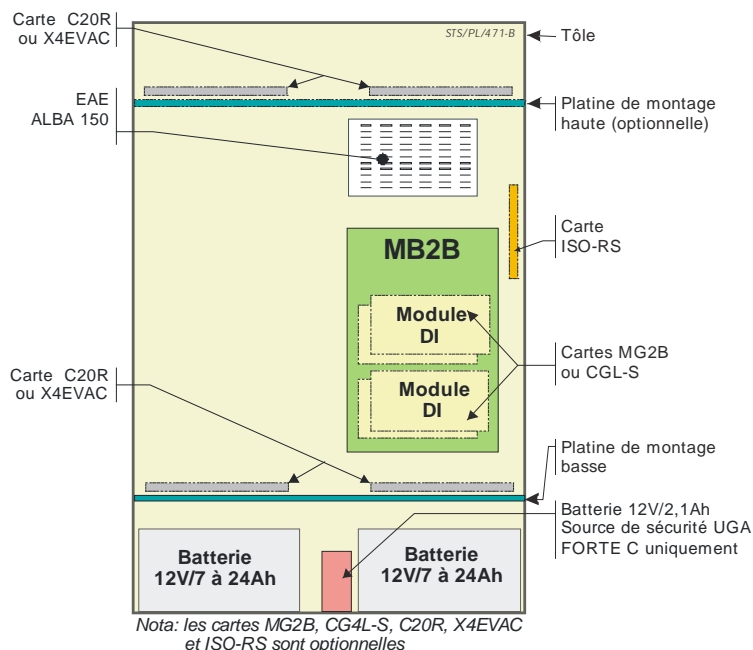 Carte C20R
ou X4EVAC
STS/PL/471-B
Tôle
EAE
ALBA 150
Platine de montage
haute (optionnelle)
Carte
ISO-RS
MB2B
Module
DI
Module
DI
Cartes MG2B
ou CGL-S
Carte C20R
ou X4EVAC
Platine de montage
basse
Batterie 12V/2,1Ah
Source de sécurité UGA
FORTE C uniquement
Batterie
12V/7 à 24Ah
Batterie
12V/7 à 24Ah
Nota: les cartes MG2B, CG4L-S, C20R, X4EVAC
et ISO-RS sont optionnelles